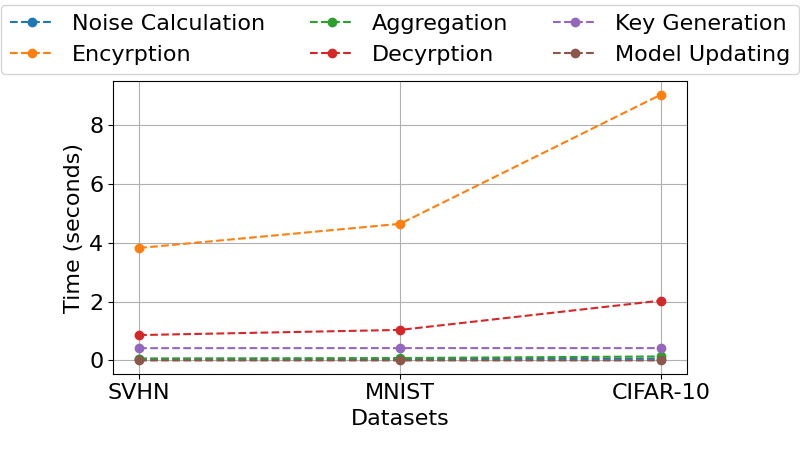 Noise Calculation Aggregation Key Generation
Encyrption Decyrption Model Updating
8
6
4
2
0
Time (seconds)
SVHN MNIST CIFAR-10
Datasets